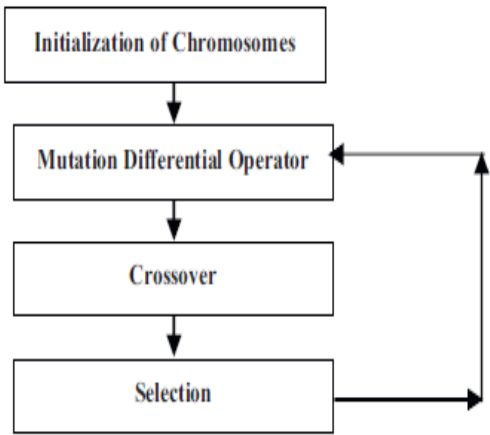 Initialization of Chromosomes
Mutation Differential Operator
Crossover
Selection